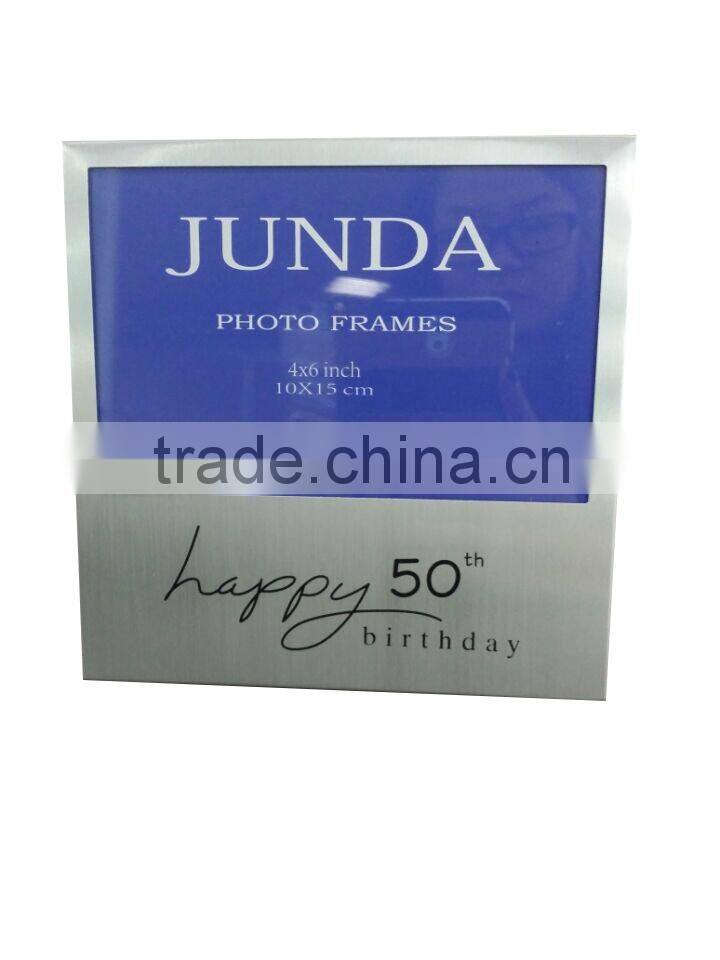 JUNDA
PHOTO FRAMES
4x6 inch
10X15 cm
trade.china.cn
happy 50th
birthday